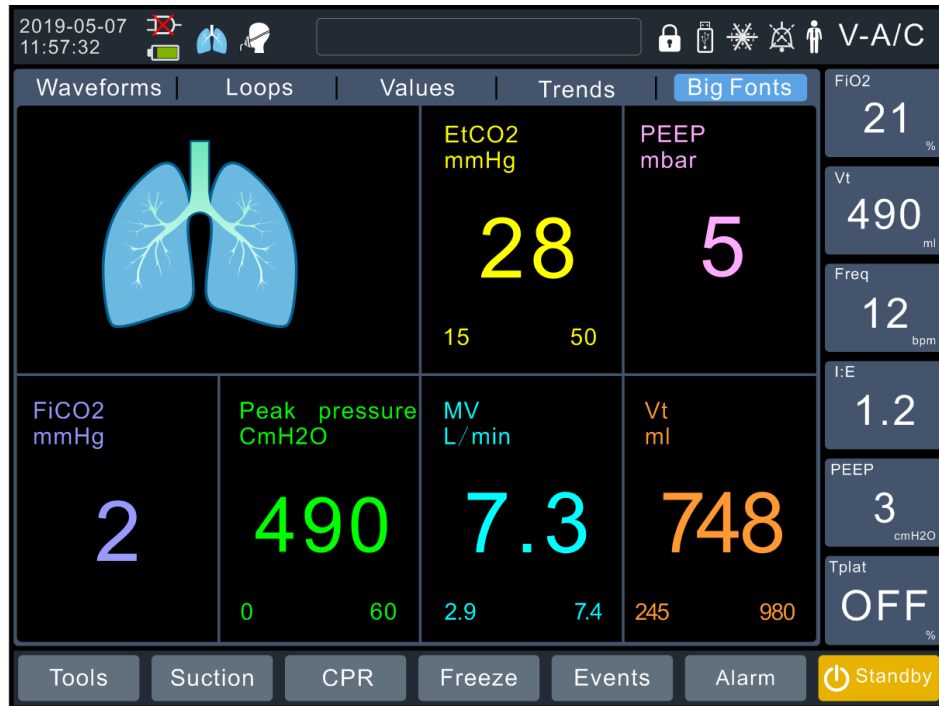 2019-05-07
11:57:32
V-A/C
Waveforms | Loops | Values | Trends | Big Fonts
EtCO2
mmHg
28
15 50
PEEP
mbar
5
FiCO2
mmHg
2
Peak pressure
CmH2O
490
0 60
MV
L/min
7.3
2.9 7.4
Vt
ml
748
245 980
FiO2
21
%
Vt
490
ml
Freq
12
bpm
I:E
1.2
PEEP
3
cmH2O
Tplat
OFF
%
Tools Suction CPR Freeze Events Alarm Standby